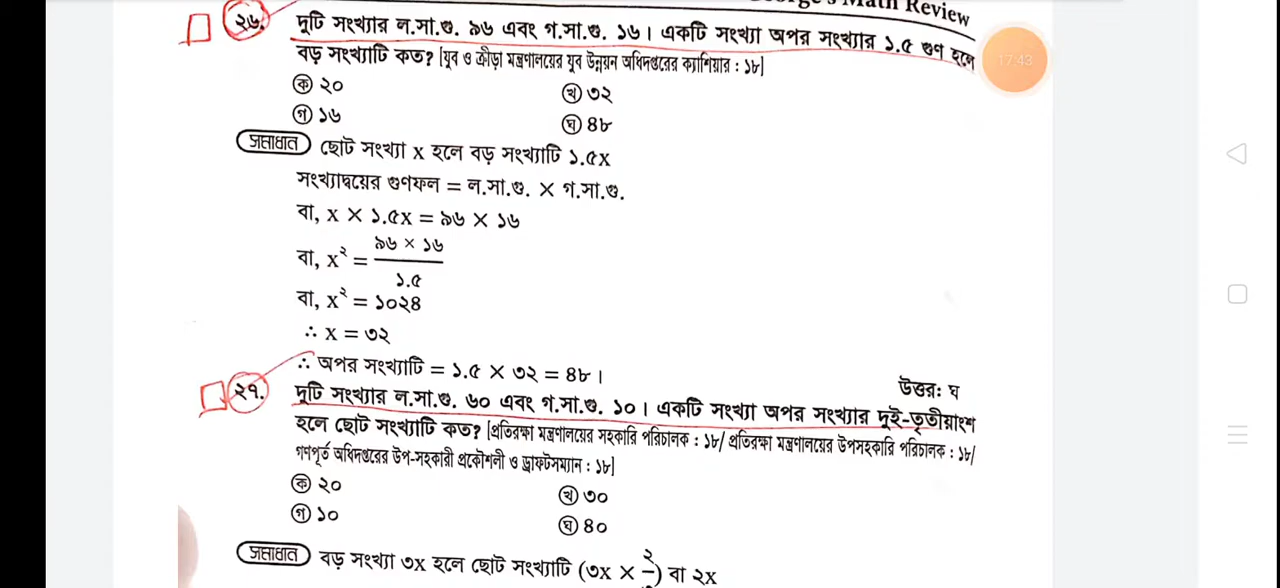 Math Review
২৬. দুটি সংখ্যার ল.সা.গু. ৯৬ এবং গ.সা.গু. ১৬। একটি সংখ্যা অপর সংখ্যার ১.৫ গুণ হলে
17:43
বড় সংখ্যাটি কত? [যুব ও ক্রীড়া মন্ত্রণালয়ের যুব উন্নয়ন অধিদপ্তরের ক্যাশিয়ার : ১৮]
ক ২০ খ ৩২
গ ১৬ ঘ ৪৮
সমাধান ছোট সংখ্যা x হলে বড় সংখ্যাটি ১.৫x
সংখ্যাদ্বয়ের গুণফল = ল.সা.গু. × গ.সা.গু.
বা, x × ১.৫x = ৯৬ × ১৬
বা, x² = ৯৬ × ১৬ / ১.৫
বা, x² = ১০২৪
∴ x = ৩২
∴ অপর সংখ্যাটি = ১.৫ × ৩২ = ৪৮।
উত্তর: ঘ
২৭. দুটি সংখ্যার ল.সা.গু. ৬০ এবং গ.সা.গু. ১০। একটি সংখ্যা অপর সংখ্যার দুই-তৃতীয়াংশ
হলে ছোট সংখ্যাটি কত? [প্রতিরক্ষা মন্ত্রণালয়ের সহকারি পরিচালক : ১৮/ প্রতিরক্ষা মন্ত্রণালয়ের উপসহকারি পরিচালক : ১৮/
গণপূর্ত অধিদপ্তরের উপ-সহকারী প্রকৌশলী ও ড্রাফটসম্যান : ১৮]
ক ২০ খ ৩০
গ ১০ ঘ ৪০
সমাধান বড় সংখ্যা ৩x হলে ছোট সংখ্যাটি (৩x × ২/) বা ২x